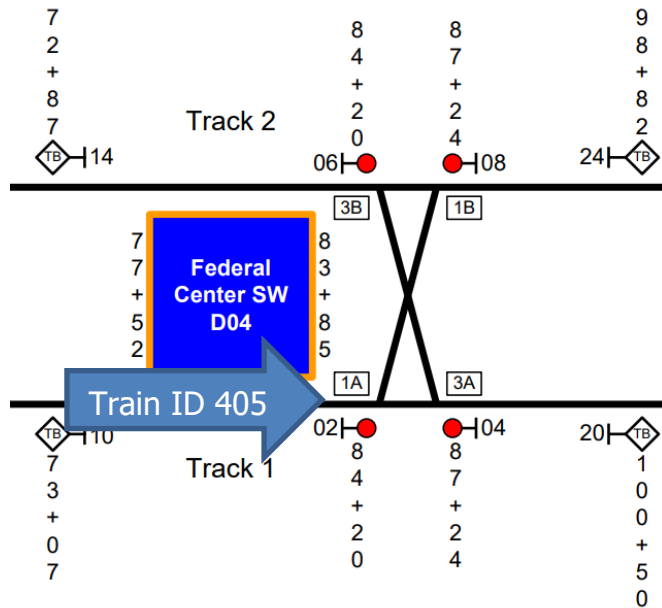 72+87
84+20
87+24
98+82
Track 2
TB
14
06
08
24
TB
3B
1B
77+52
Federal
Center SW
D04
83+85
1A
3A
Train ID 405
TB
10
02
04
20
TB
Track 1
73+07
84+20
87+24
100+50